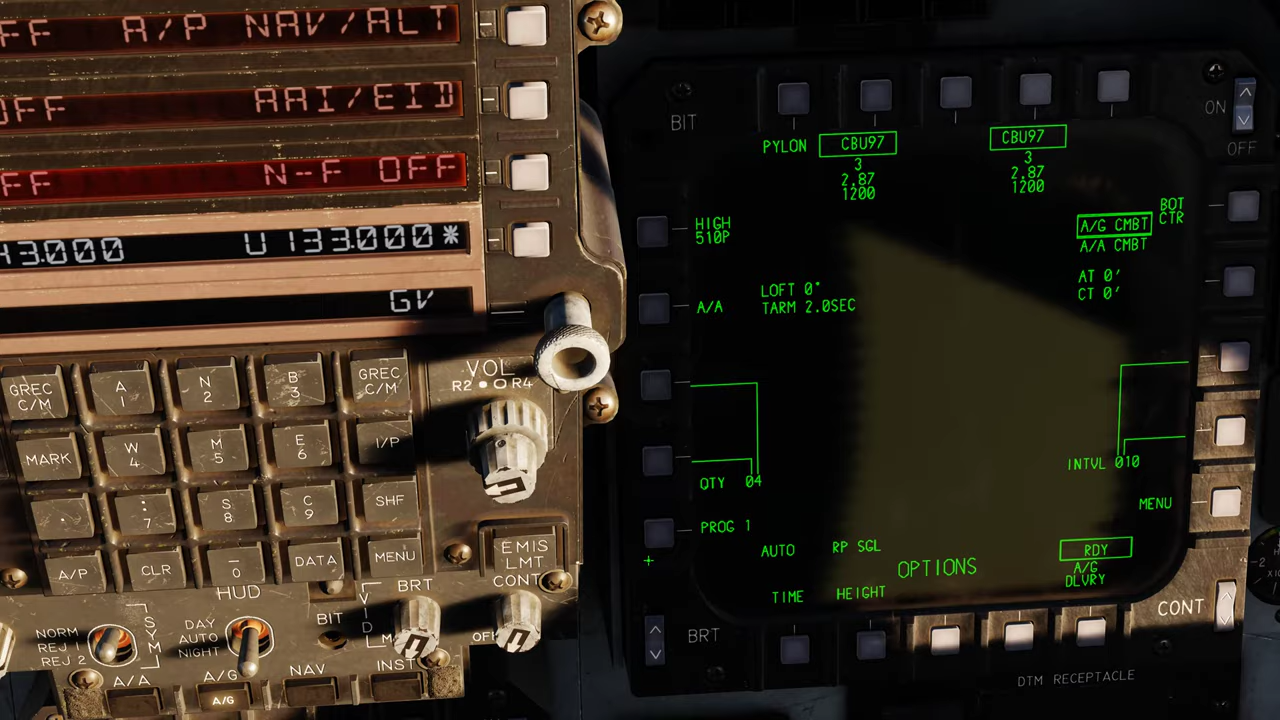 FF A/P NAV/ALT
OFF AAI/EID
FF N-F OFF
3.000 U 133.000*
GV
GREC C/M
A 1
N 2
B 3
GREC C/M
MARK
W 4
M 5
E 6
I/P
.
: 7
S 8
C 9
SHF
A/P
CLR
— 0
DATA
MENU
VOL
R2 R4
EMIS LMT
HUD
BRT
CONT
NORM
REJ 1
REJ 2
SYM
DAY
AUTO
NIGHT
BIT
VID
OFF
A/A
A/G
A/G
NAV
INST
BIT
ON
OFF
PYLON
CBU97
3
2.87
1200
CBU97
3
2.87
1200
HIGH
510P
BOT
CTR
A/G CMBT
A/A CMBT
A/A
LOFT 0°
TARM 2.0SEC
AT 0'
CT 0'
QTY 04
INTVL 010
PROG 1
MENU
AUTO
RP SGL
OPTIONS
RDY
A/G
DLVRY
TIME
HEIGHT
+
BRT
CONT
DTM RECEPTACLE